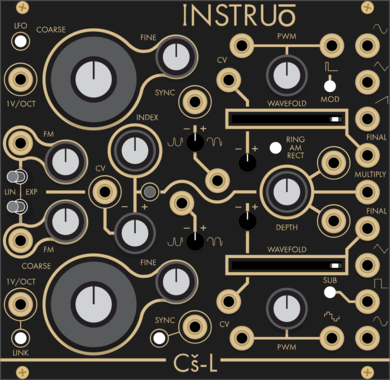 INSTRUŌ
LFO
COARSE
FINE
PWM
CV
1V/OCT
SYNC
MOD
WAVEFOLD
FM
INDEX
FINAL
RING
AM
RECT
CV
MULTIPLY
LIN
EXP
− +
− +
− +
− +
− +
DEPTH
FINAL
FM
WAVEFOLD
COARSE
FINE
1V/OCT
SUB
SYNC
CV
PWM
LINK
Cš-L